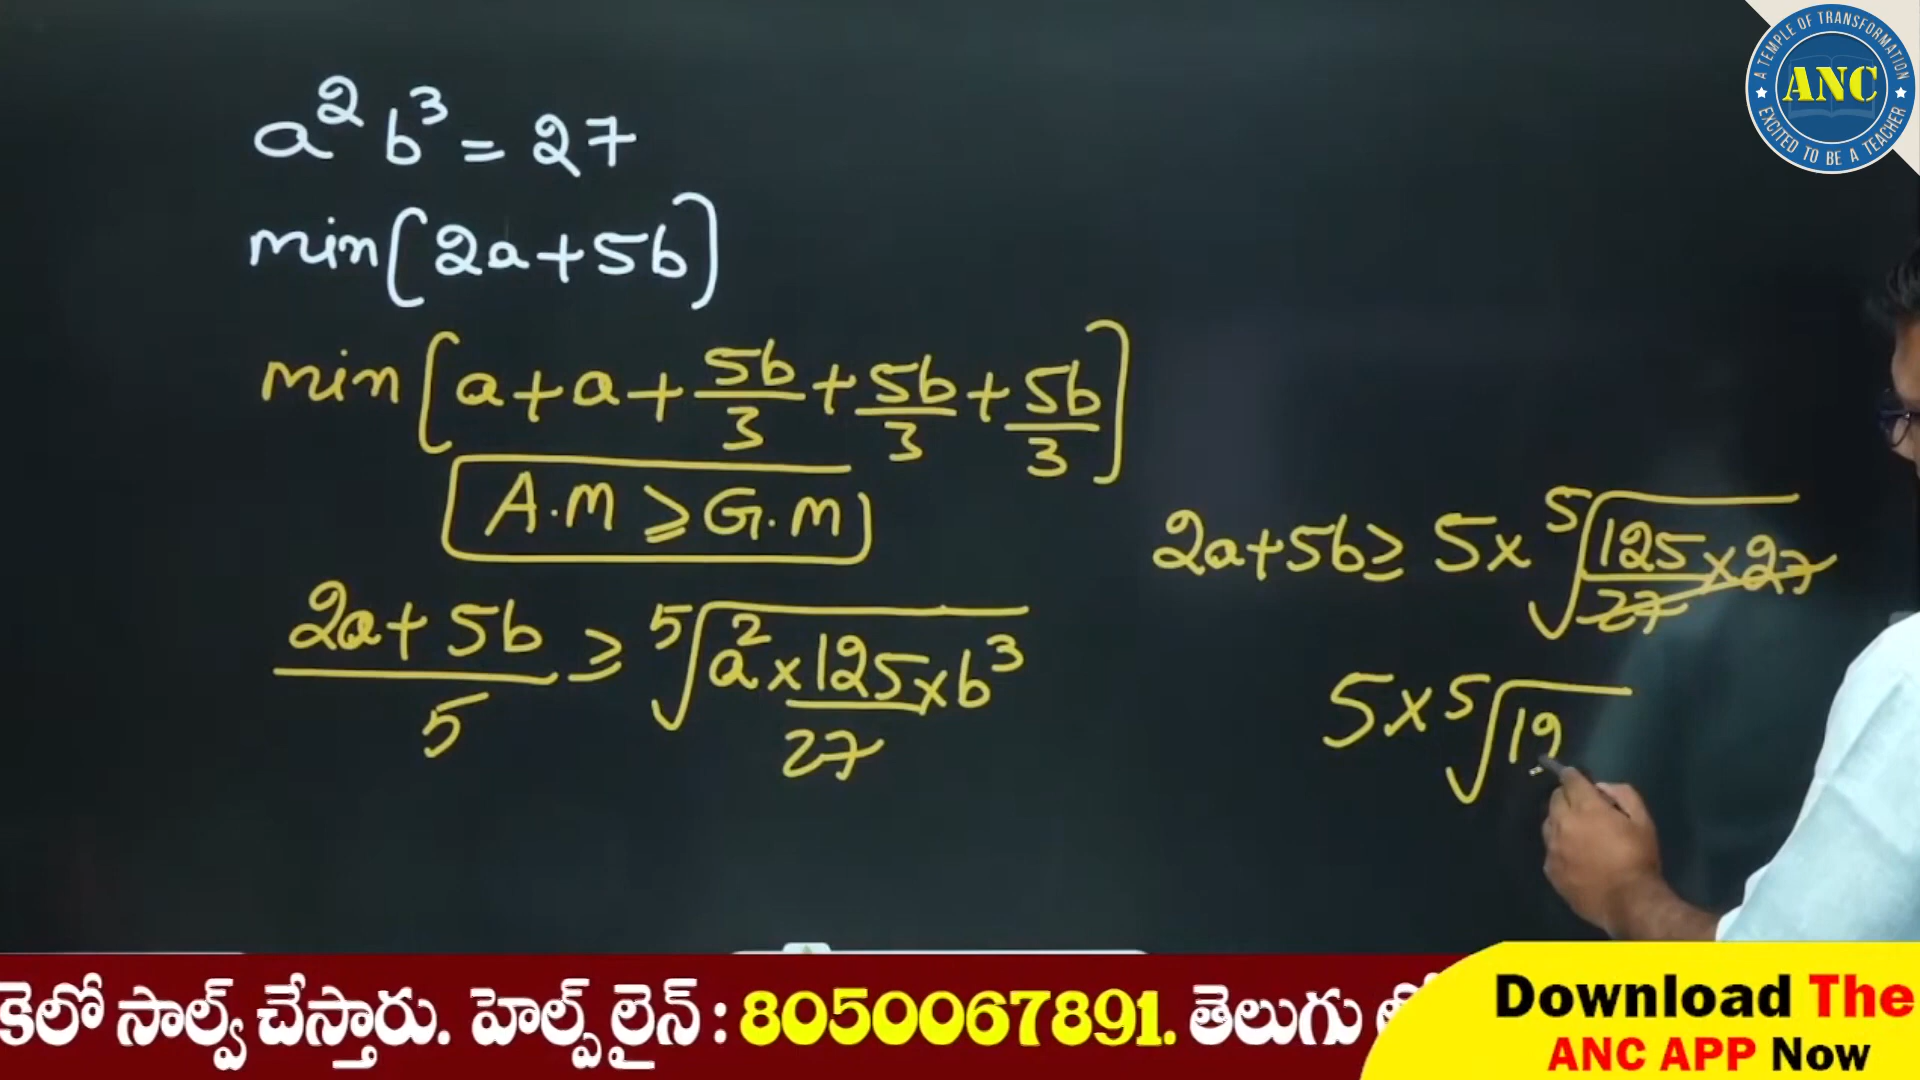 a²b³ = 27
min[2a+5b]
min[a+a+5b/3+5b/3+5b/3]
A.M ≥ G.M
2a+5b/5 ≥ ⁵√a²×125/27×b³
2a+5b ≥ 5×⁵√125/27×27
5×⁵√19
A TEMPLE OF TRANSFORMATION
ANC
EXCITED TO BE A TEACHER
కెలో సాల్వ్ చేస్తారు. హెల్ప్ లైన్ : 8050067891. తెలుగు
Download The
ANC APP Now